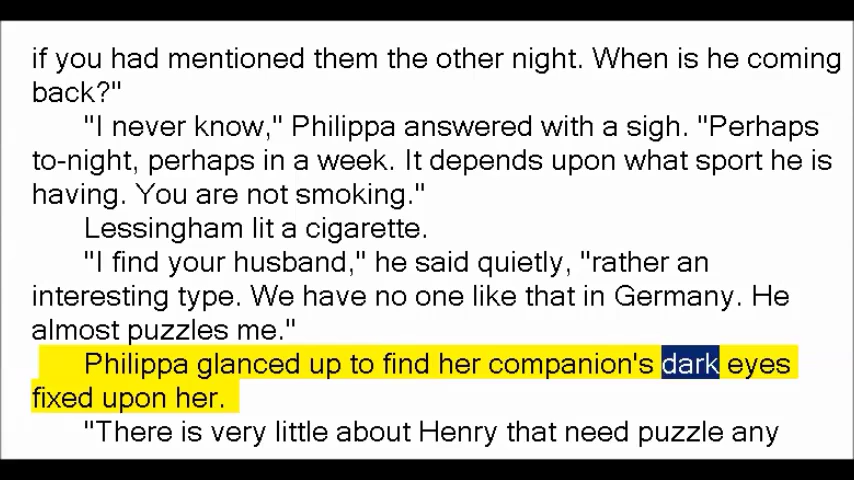 if you had mentioned them the other night. When is he coming
back?"
"I never know," Philippa answered with a sigh. "Perhaps
to-night, perhaps in a week. It depends upon what sport he is
having. You are not smoking."
Lessingham lit a cigarette.
"I find your husband," he said quietly, "rather an
interesting type. We have no one like that in Germany. He
almost puzzles me."
Philippa glanced up to find her companion's dark eyes
fixed upon her.
"There is very little about Henry that need puzzle any